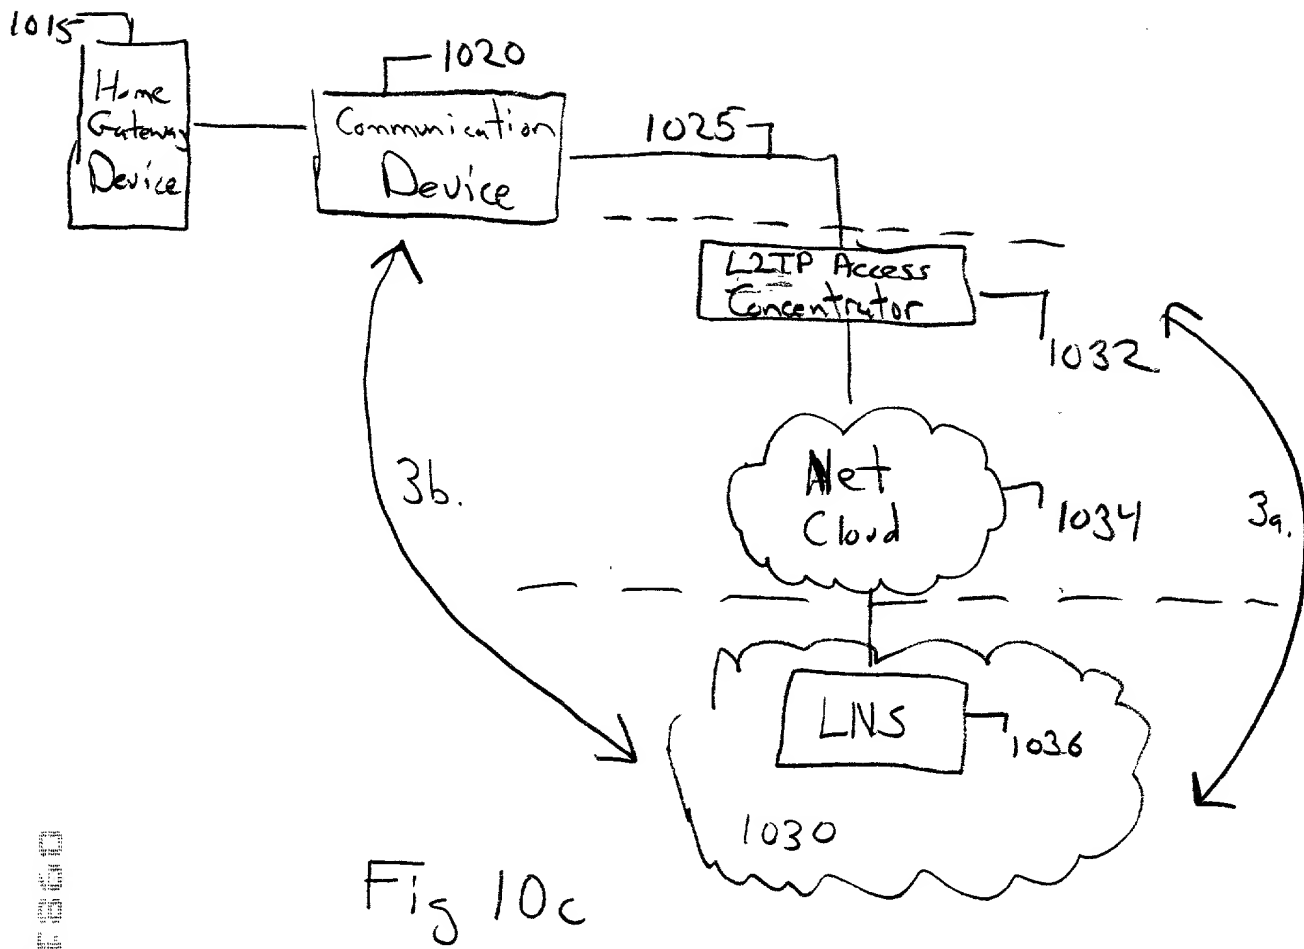 1015
1020
Home
Gateway
Device
Communication
Device
1025
L2TP Access
Concentrator
1032
Net
Cloud
1034
3b.
3a.
LNS
1036
1030
Fig 10c